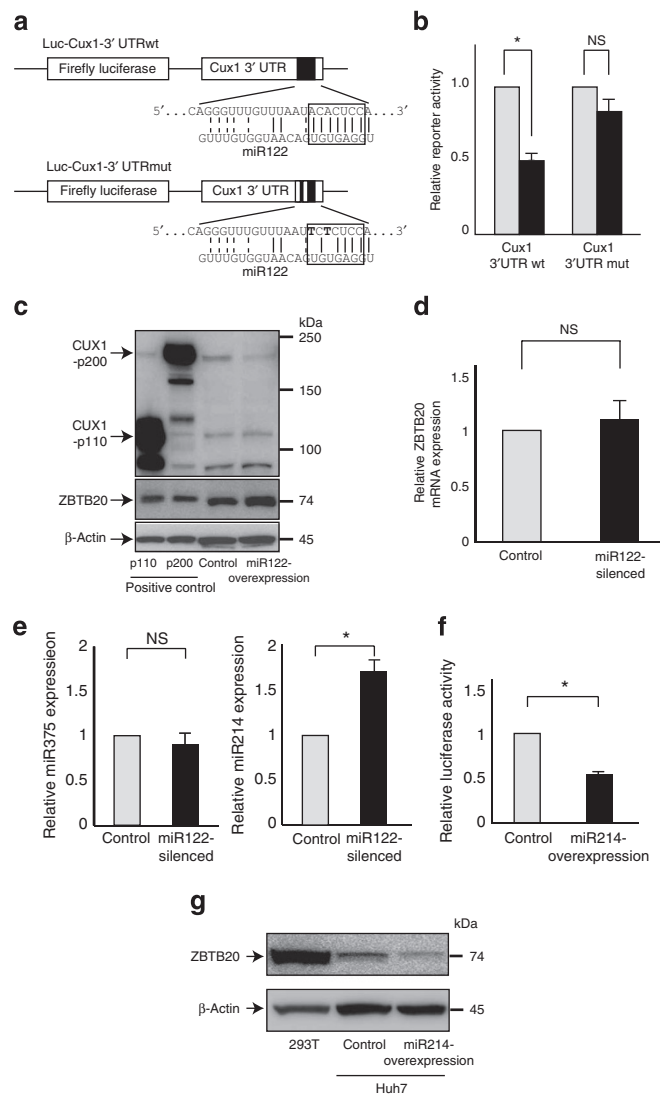 a
Luc-Cux1-3′ UTRwt
Firefly luciferase
Cux1 3′ UTR
5′...CAGGGUUUGUUUAAUACACUCCA...3′
GUUUGUGGUAACAGUGUGAGGU
miR122
Luc-Cux1-3′ UTRmut
Firefly luciferase
Cux1 3′ UTR
5′...CAGGGUUUGUUUAAUTCTCUCCA...3′
GUUUGUGGUAACAGUGUGAGGU
miR122
b
Relative reporter activity
1.0
0.5
0
*
NS
Cux1
3′UTR wt
Cux1
3′UTR mut
c
kDa
CUX1
-p200
CUX1
-p110
ZBTB20
β-Actin
250
150
100
74
45
p110 p200 Control miR122-
overexpression
Positive control
d
Relative ZBTB20
mRNA expression
1.5
1
0.5
0
NS
Control
miR122-
silenced
e
Relative miR375 expressieon
2
1.5
1
0.5
0
NS
Control miR122-
silenced
Relative miR214 expression
2
1.5
1
0.5
0
*
Control miR122-
silenced
f
Relative luciferase activity
1.5
1
0.5
0
*
Control miR214-
overexpression
g
kDa
ZBTB20
74
β-Actin
45
293T Control miR214-
overexpression
Huh7